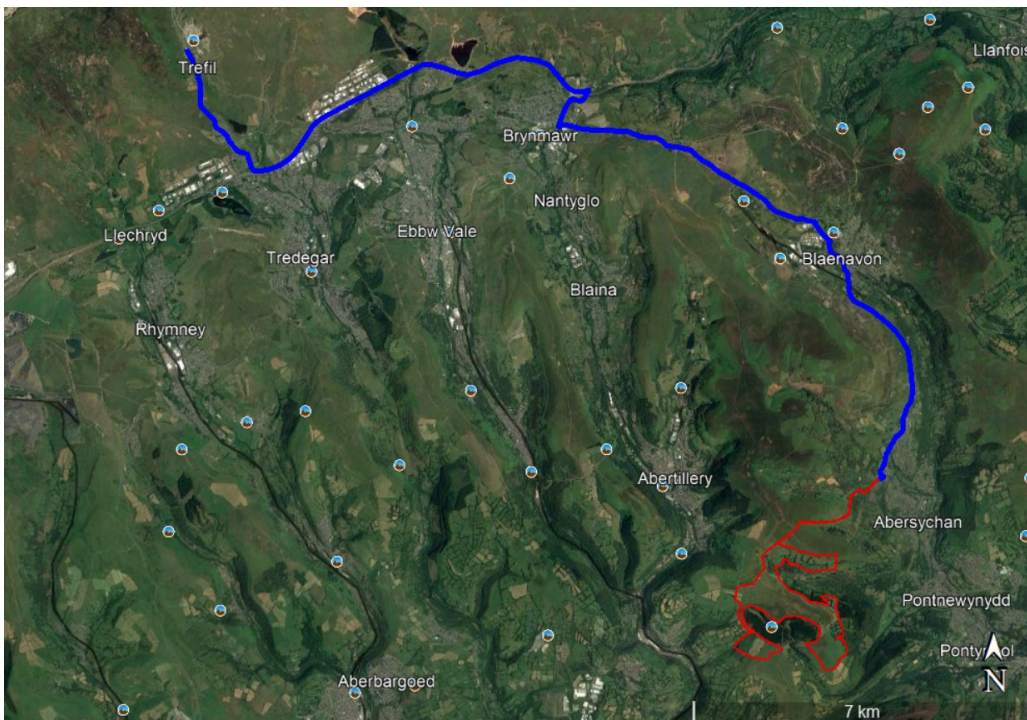 Trefil
Llanfois
Brynmawr
Nantyglo
Llechryd
Ebbw Vale
Tredegar
Blaenavon
Blaina
Rhymney
Abertillery
Abersychan
Pontnewynydd
Aberbargoed
N
7 km